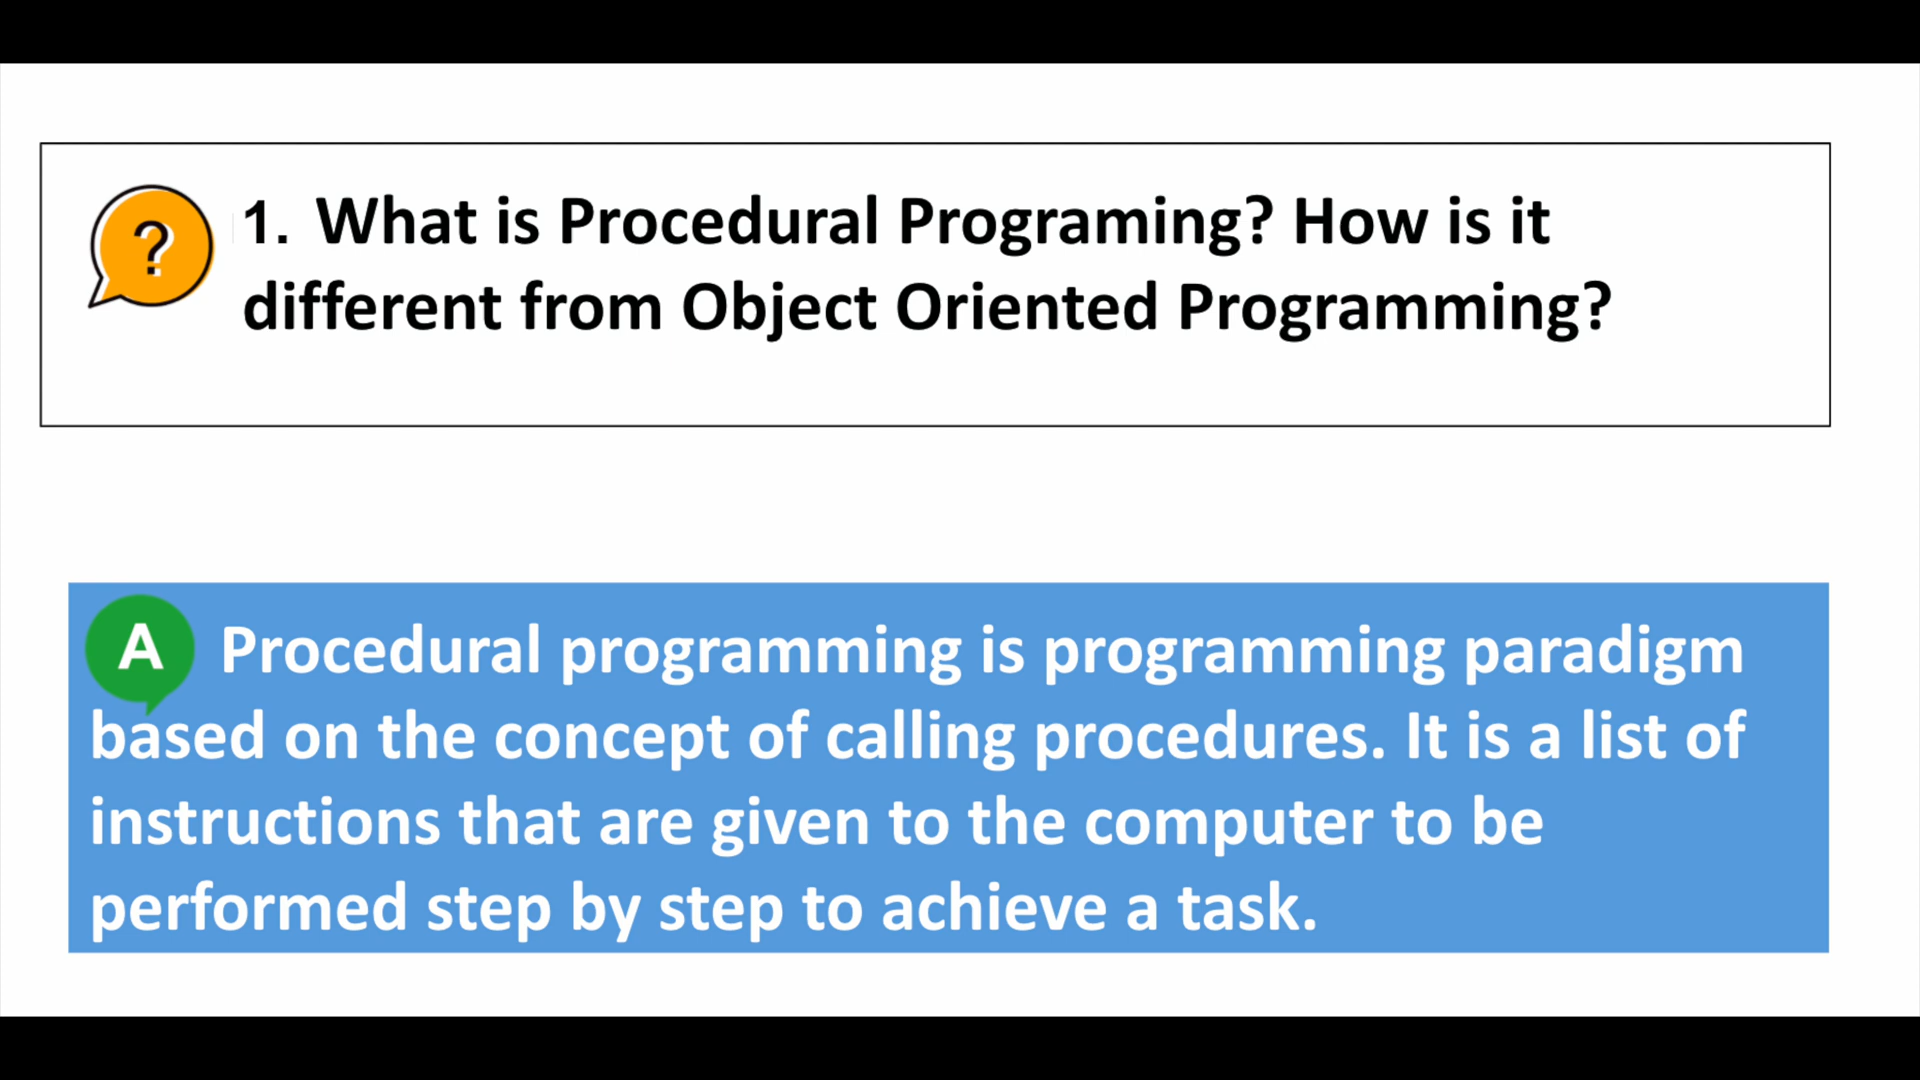 ?
1. What is Procedural Programing? How is it
different from Object Oriented Programming?
A Procedural programming is programming paradigm
based on the concept of calling procedures. It is a list of
instructions that are given to the computer to be
performed step by step to achieve a task.